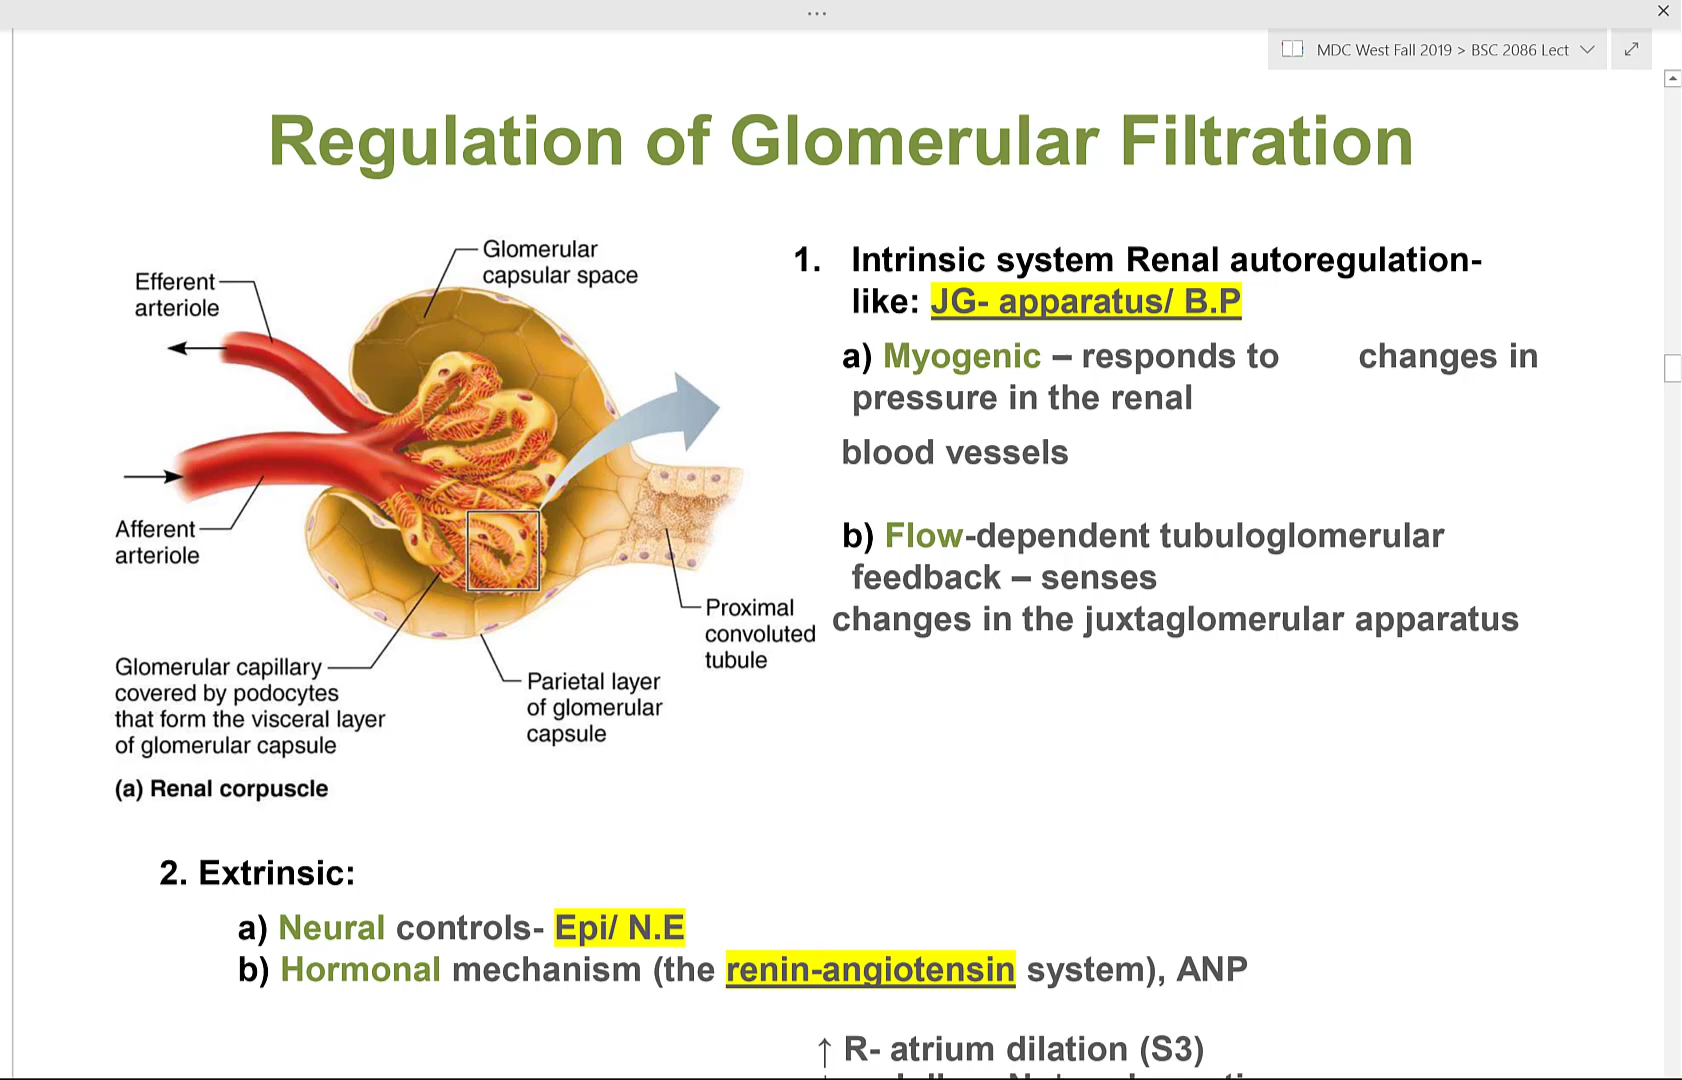 MDC West Fall 2019 > BSC 2086 Lect
Regulation of Glomerular Filtration
Glomerular
capsular space
Efferent
arteriole
Afferent
arteriole
Proximal
convoluted
tubule
Glomerular capillary
covered by podocytes
that form the visceral layer
of glomerular capsule
Parietal layer
of glomerular
capsule
(a) Renal corpuscle
1. Intrinsic system Renal autoregulation-
like: JG- apparatus/ B.P
a) Myogenic – responds to changes in
pressure in the renal
blood vessels
b) Flow-dependent tubuloglomerular
feedback – senses
changes in the juxtaglomerular apparatus
2. Extrinsic:
a) Neural controls- Epi/ N.E
b) Hormonal mechanism (the renin-angiotensin system), ANP
↑ R- atrium dilation (S3)